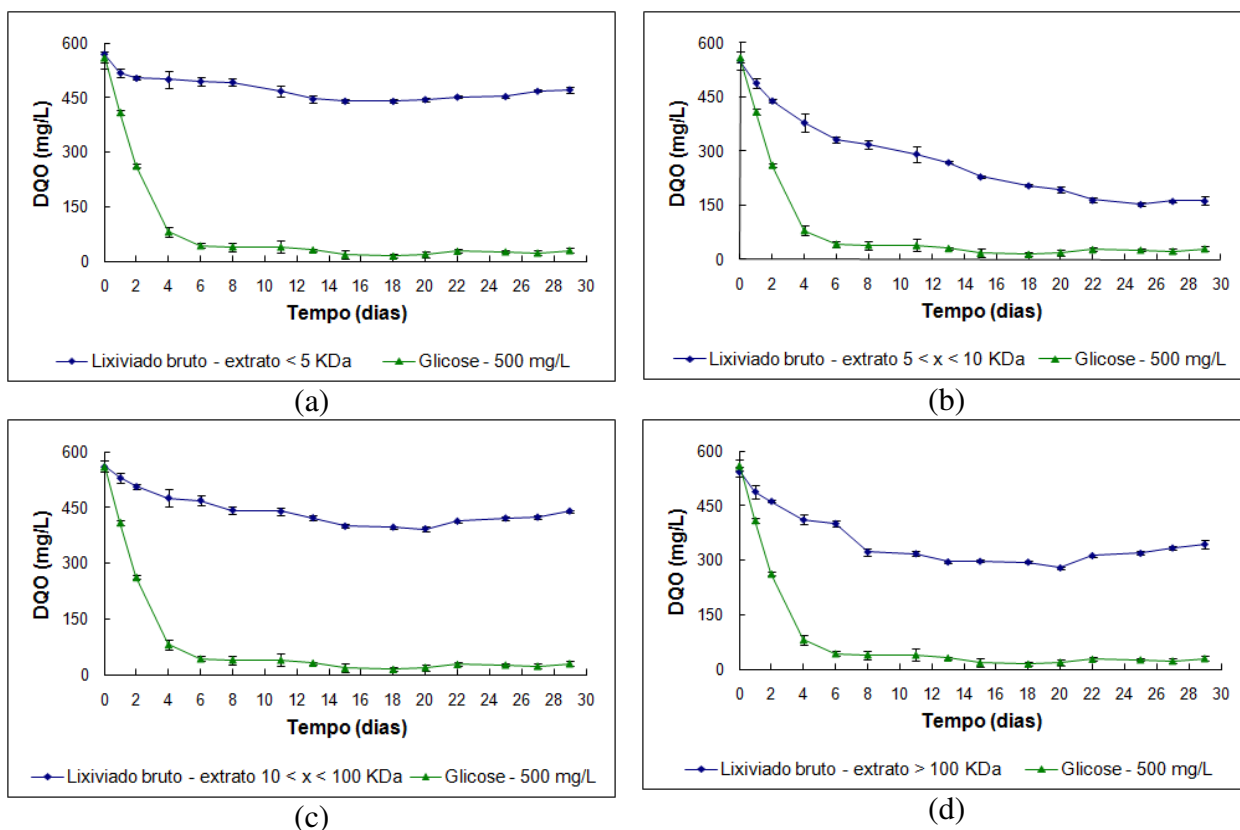 600
450
300
150
0
DQO (mg/L)
0 2 4 6 8 10 12 14 16 18 20 22 24 26 28 30
Tempo (dias)
Lixiviado bruto - extrato < 5 KDa
Glicose - 500 mg/L
(a)
600
450
300
150
0
DQO (mg/L)
0 2 4 6 8 10 12 14 16 18 20 22 24 26 28 30
Tempo (dias)
Lixiviado bruto - extrato 5 < x < 10 KDa
Glicose - 500 mg/L
(b)
600
450
300
150
0
DQO (mg/L)
0 2 4 6 8 10 12 14 16 18 20 22 24 26 28 30
Tempo (dias)
Lixiviado bruto - extrato 10 < x < 100 KDa
Glicose - 500 mg/L
(c)
600
450
300
150
0
DQO (mg/L)
0 2 4 6 8 10 12 14 16 18 20 22 24 26 28 30
Tempo (dias)
Lixiviado bruto - extrato > 100 KDa
Glicose - 500 mg/L
(d)